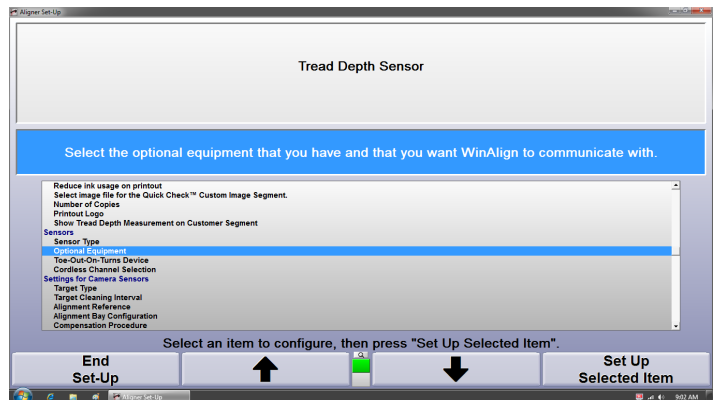 Aligner Set-Up
Tread Depth Sensor
Select the optional equipment that you have and that you want WinAlign to communicate with.
Reduce ink usage on printout
Select image file for the Quick Check™ Custom Image Segment.
Number of Copies
Printout Logo
Show Tread Depth Measurement on Customer Segment
Sensors
Sensor Type
Optional Equipment
Toe-Out-On-Turns Device
Cordless Channel Selection
Settings for Camera Sensors
Target Type
Target Cleaning Interval
Alignment Reference
Alignment Bay Configuration
Compensation Procedure
Select an item to configure, then press "Set Up Selected Item".
End
Set-Up
Set Up
Selected Item
Aligner Set-Up
9:02 AM